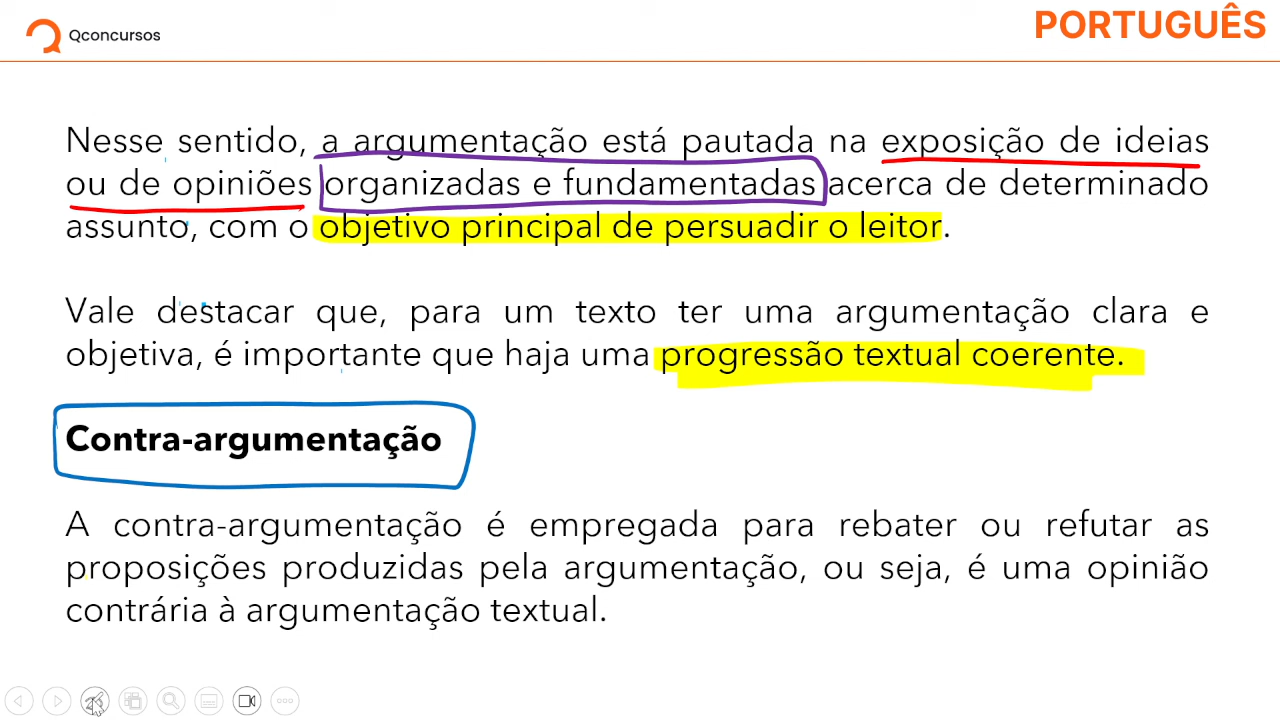 Qconcursos
PORTUGUÊS
Nesse sentido, a argumentação está pautada na exposição de ideias
ou de opiniões organizadas e fundamentadas acerca de determinado
assunto, com o objetivo principal de persuadir o leitor.
Vale destacar que, para um texto ter uma argumentação clara e
objetiva, é importante que haja uma progressão textual coerente.
Contra-argumentação
A contra-argumentação é empregada para rebater ou refutar as
proposições produzidas pela argumentação, ou seja, é uma opinião
contrária à argumentação textual.